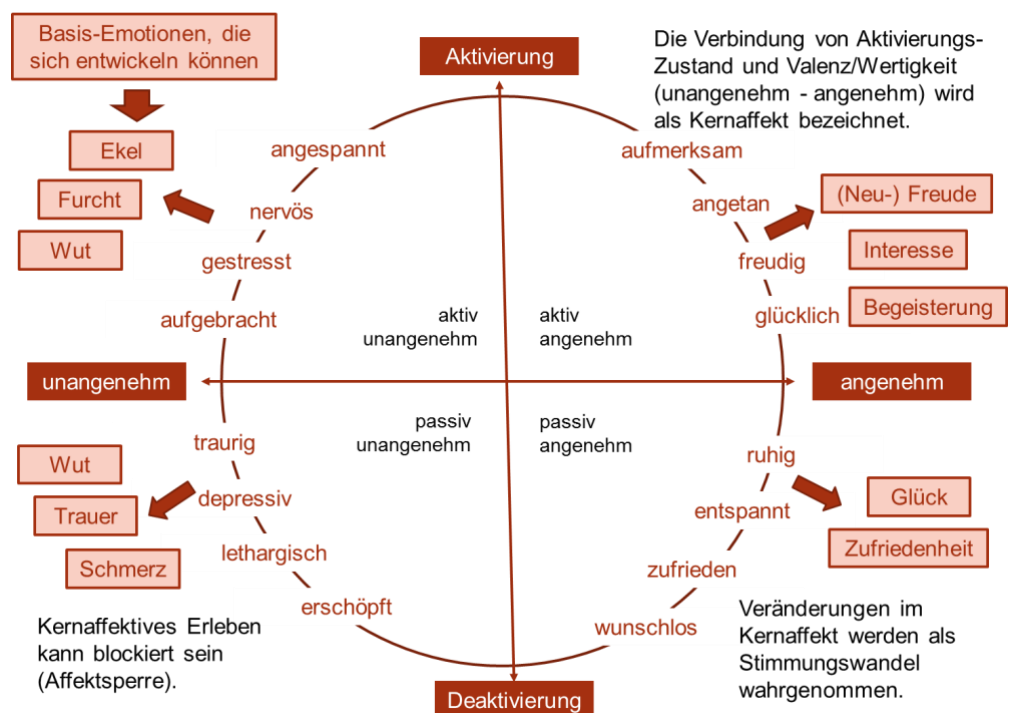 Basis-Emotionen, die
sich entwickeln können
Aktivierung
Die Verbindung von Aktivierungs-
Zustand und Valenz/Wertigkeit
(unangenehm - angenehm) wird
als Kernaffekt bezeichnet.
Ekel
Furcht
Wut
angespannt
nervös
gestresst
aufgebracht
aufmerksam
angetan
freudig
glücklich
(Neu-) Freude
Interesse
Begeisterung
aktiv
unangenehm
aktiv
angenehm
unangenehm
angenehm
passiv
unangenehm
passiv
angenehm
Wut
Trauer
Schmerz
traurig
depressiv
lethargisch
erschöpft
ruhig
entspannt
zufrieden
wunschlos
Glück
Zufriedenheit
Kernaffektives Erleben
kann blockiert sein
(Affektsperre).
Deaktivierung
Veränderungen im
Kernaffekt werden als
Stimmungswandel
wahrgenommen.